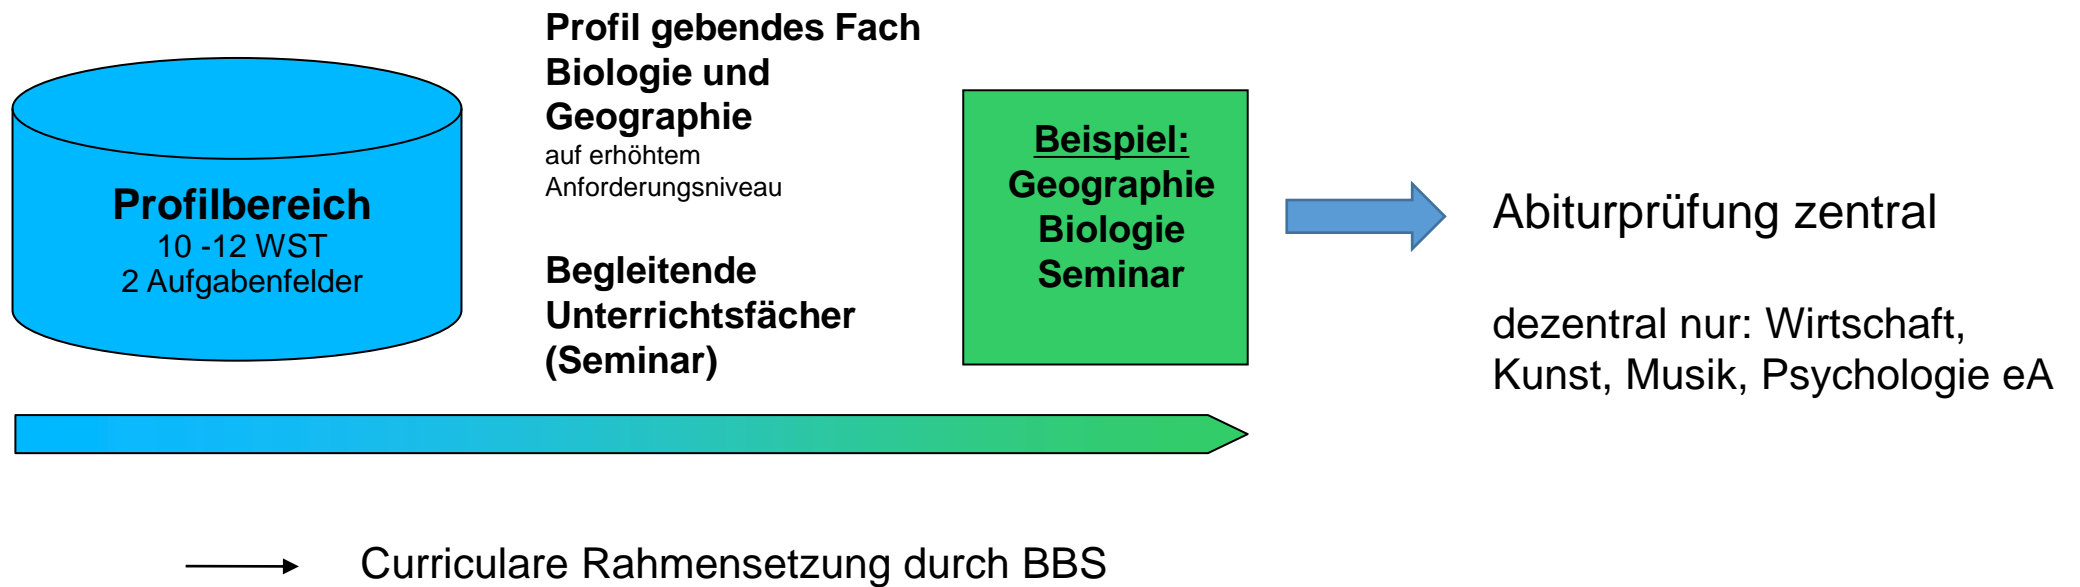 Profilbereich
10 -12 WST
2 Aufgabenfelder
Profil gebendes Fach
Biologie und
Geographie
auf erhöhtem
Anforderungsniveau
Begleitende
Unterrichtsfächer
(Seminar)
Beispiel:
Geographie
Biologie
Seminar
Abiturprüfung zentral
dezentral nur: Wirtschaft,
Kunst, Musik, Psychologie eA
Curriculare Rahmensetzung durch BBS